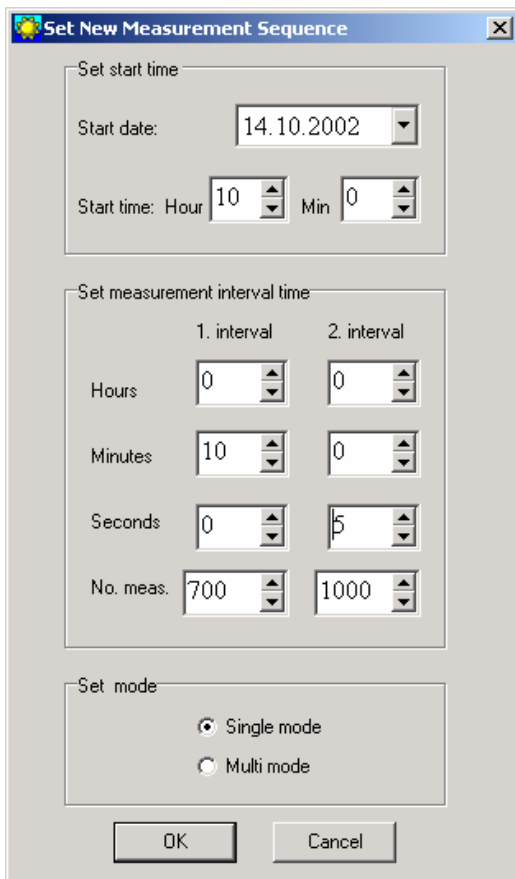 Set New Measurement Sequence
Set start time
Start date: 14.10.2002
Start time: Hour 10 Min 0
Set measurement interval time
1. interval 2. interval
Hours 0 0
Minutes 10 0
Seconds 0 5
No. meas. 700 1000
Set mode
Single mode
Multi mode
OK Cancel